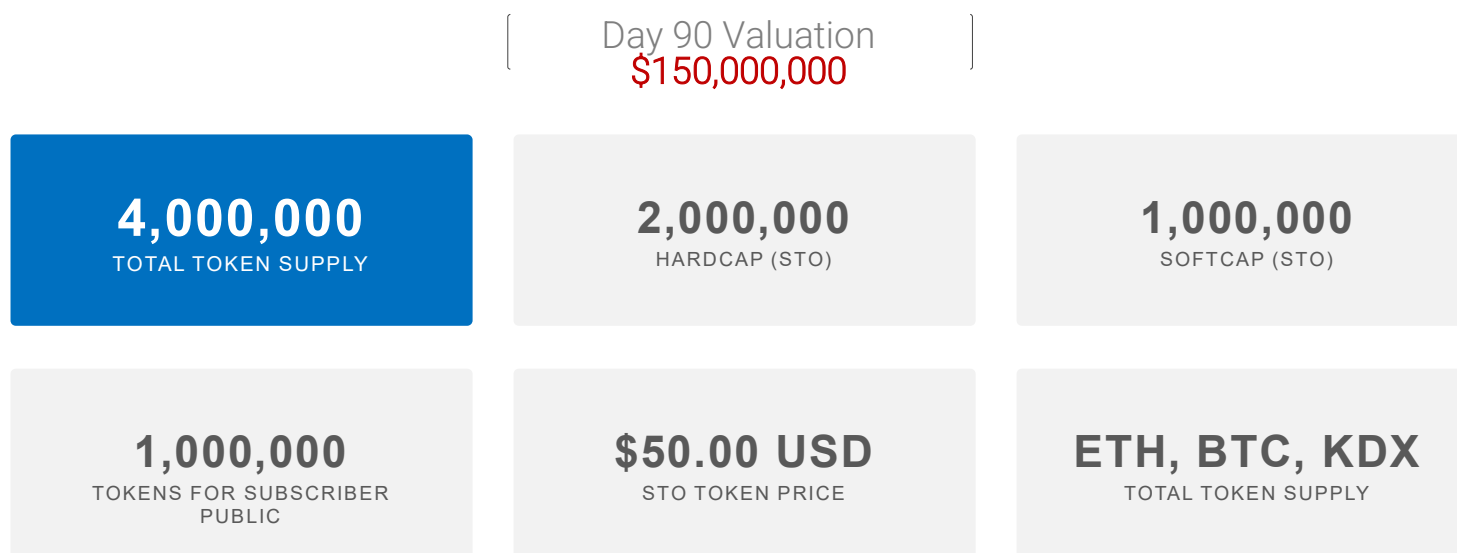 Day 90 Valuation
$150,000,000
4,000,000
TOTAL TOKEN SUPPLY
2,000,000
HARDCAP (STO)
1,000,000
SOFTCAP (STO)
1,000,000
TOKENS FOR SUBSCRIBER
PUBLIC
$50.00 USD
STO TOKEN PRICE
ETH, BTC, KDX
TOTAL TOKEN SUPPLY